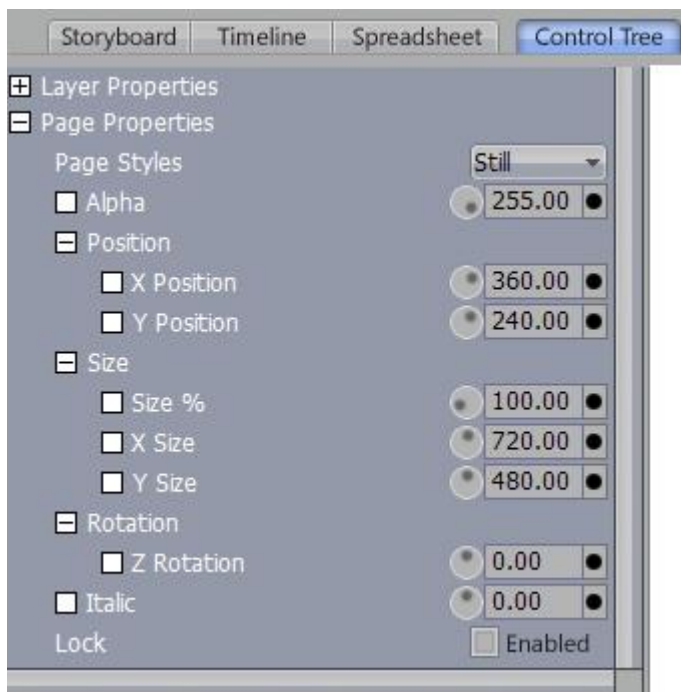 Storyboard Timeline Spreadsheet Control Tree
Layer Properties
Page Properties
Page Styles Still
Alpha 255.00
Position
X Position 360.00
Y Position 240.00
Size
Size % 100.00
X Size 720.00
Y Size 480.00
Rotation
Z Rotation 0.00
Italic 0.00
Lock Enabled